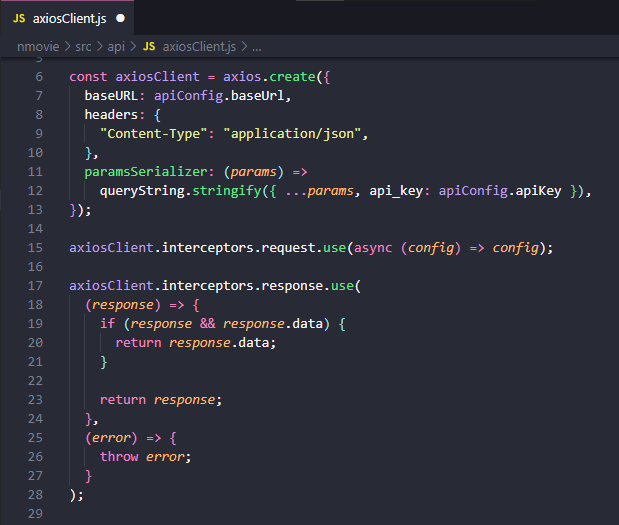 JS axiosClient.js
nmovie > src > api > JS axiosClient.js > ...
5
6 const axiosClient = axios.create({
7   baseURL: apiConfig.baseUrl,
8   headers: {
9     "Content-Type": "application/json",
10   },
11   paramsSerializer: (params) =>
12     queryString.stringify({ ...params, api_key: apiConfig.apiKey }),
13 });
14
15 axiosClient.interceptors.request.use(async (config) => config);
16
17 axiosClient.interceptors.response.use(
18   (response) => {
19     if (response && response.data) {
20       return response.data;
21     }
22
23     return response;
24   },
25   (error) => {
26     throw error;
27   }
28 );
29